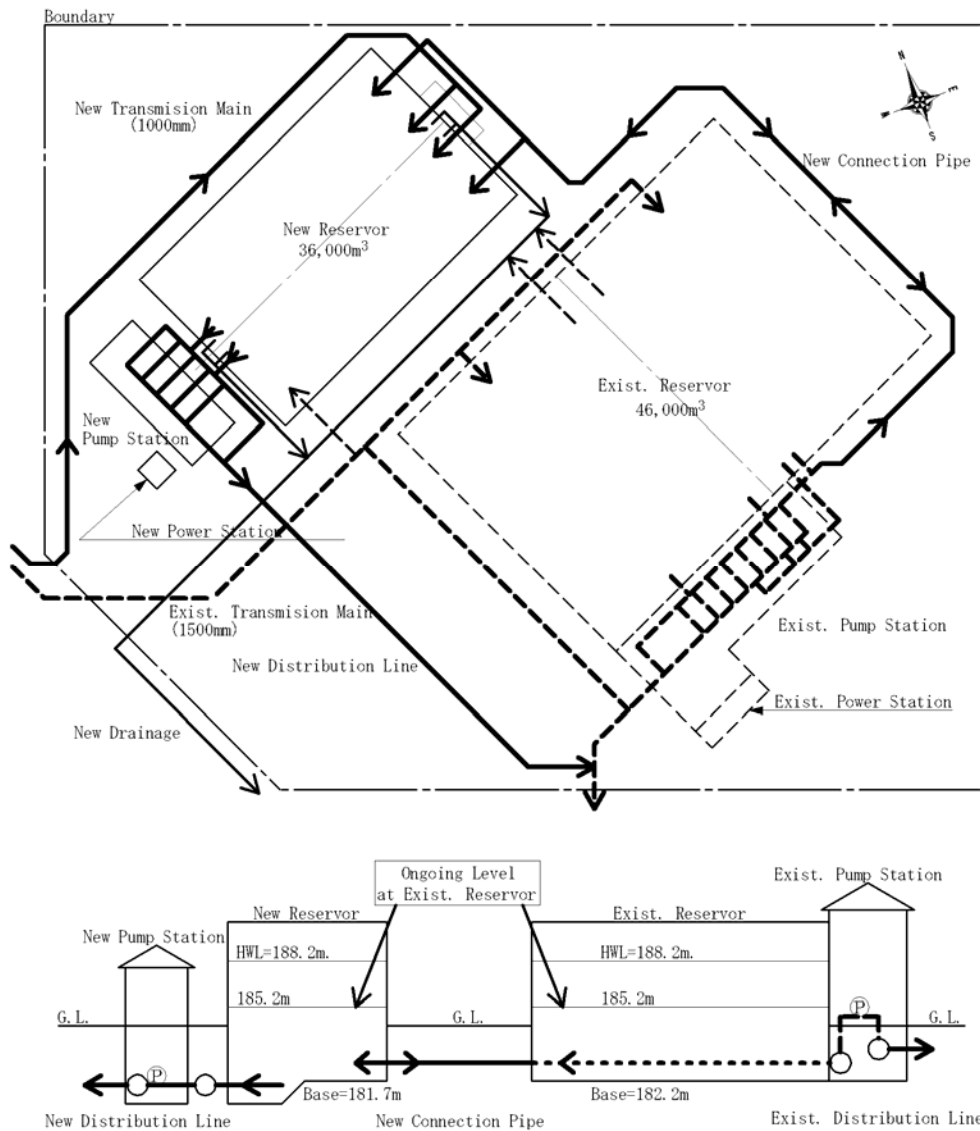 Boundary
N
E
W
S
New Transmision Main
(1000mm)
New Connection Pipe
New Reservor
36,000m³
Exist. Reservor
46,000m³
New
Pump Station
New Power Station
Exist. Transmision Main
(1500mm)
Exist. Pump Station
New Distribution Line
Exist. Power Station
New Drainage
Ongoing Level
at Exist. Reservor
Exist. Pump Station
New Reservor
Exist. Reservor
New Pump Station
HWL=188.2m.
HWL=188.2m.
185.2m
185.2m
P
G.L.
G.L.
G.L.
P
Base=181.7m
Base=182.2m
New Distribution Line
New Connection Pipe
Exist. Distribution Line